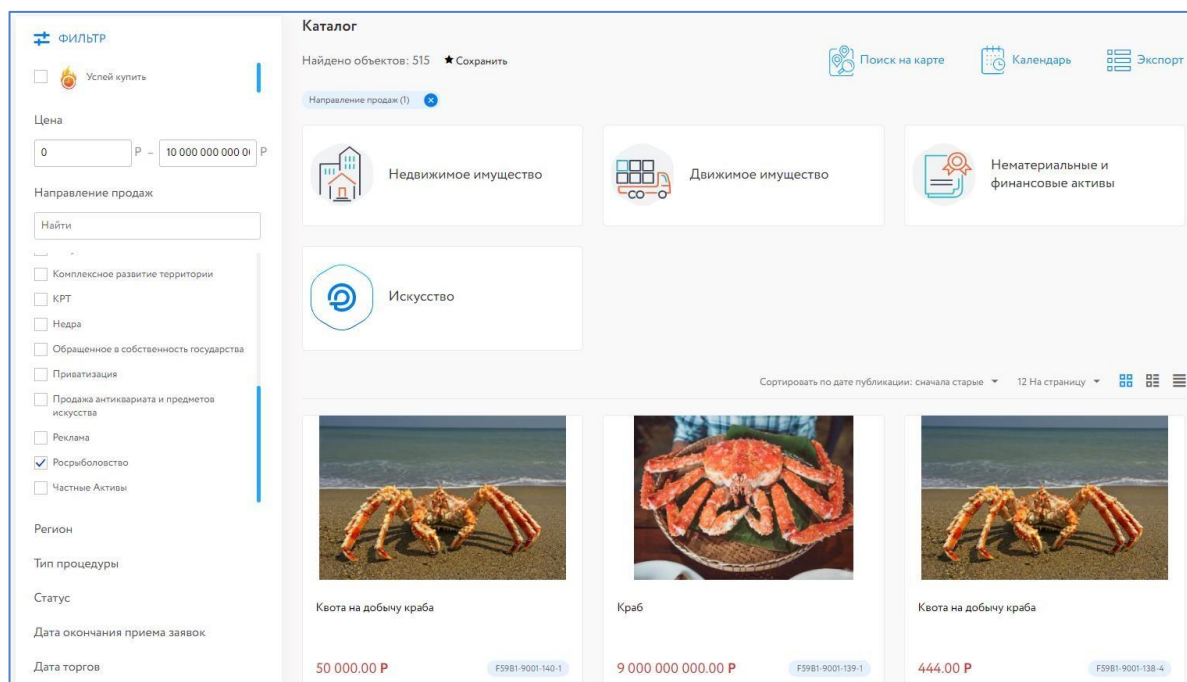 ФИЛЬТР
Успей купить
Цена
0 Р – 10 000 000 000 0 Р
Направление продаж
Найти
Комплексное развитие территории
КРТ
Недра
Обращенное в собственность государства
Приватизация
Продажа антиквариата и предметов
искусства
Реклама
Росрыболовство
Частные Активы
Регион
Тип процедуры
Статус
Дата окончания приема заявок
Дата торгов
Каталог
Найдено объектов: 515 ★ Сохранить
Поиск на карте Календарь Экспорт
Направление продаж (1)
Недвижимое имущество
Движимое имущество
Нематериальные и
финансовые активы
Искусство
Сортировать по дате публикации: сначала старые 12 На страницу
Квота на добычу краба
50 000.00 Р F59B1-9001-140-1
Краб
9 000 000 000.00 Р F59B1-9001-139-1
Квота на добычу краба
444.00 Р F59B1-9001-138-4